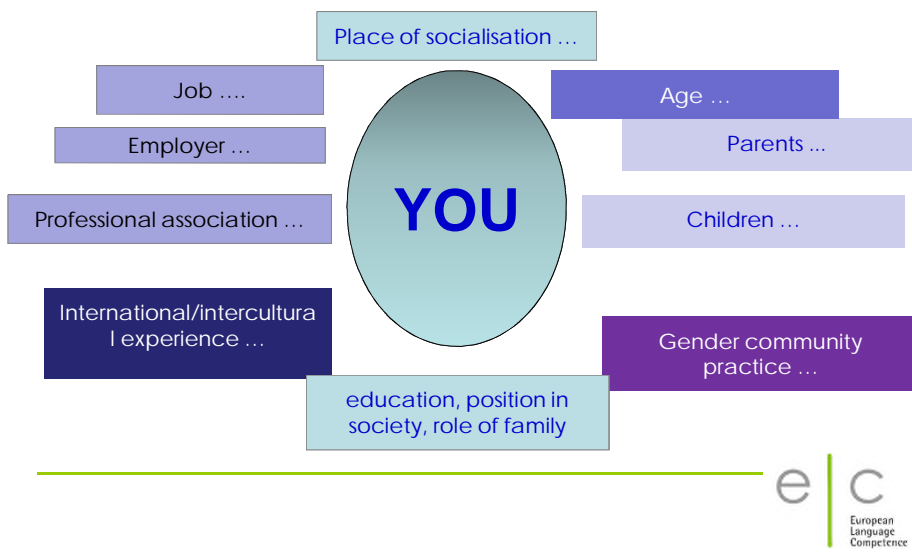 Place of socialisation …
Job ….
Age …
Employer …
Parents ...
YOU
Professional association …
Children …
International/intercultura
l experience …
Gender community
practice …
education, position in
society, role of family
e c
European
Language
Competence